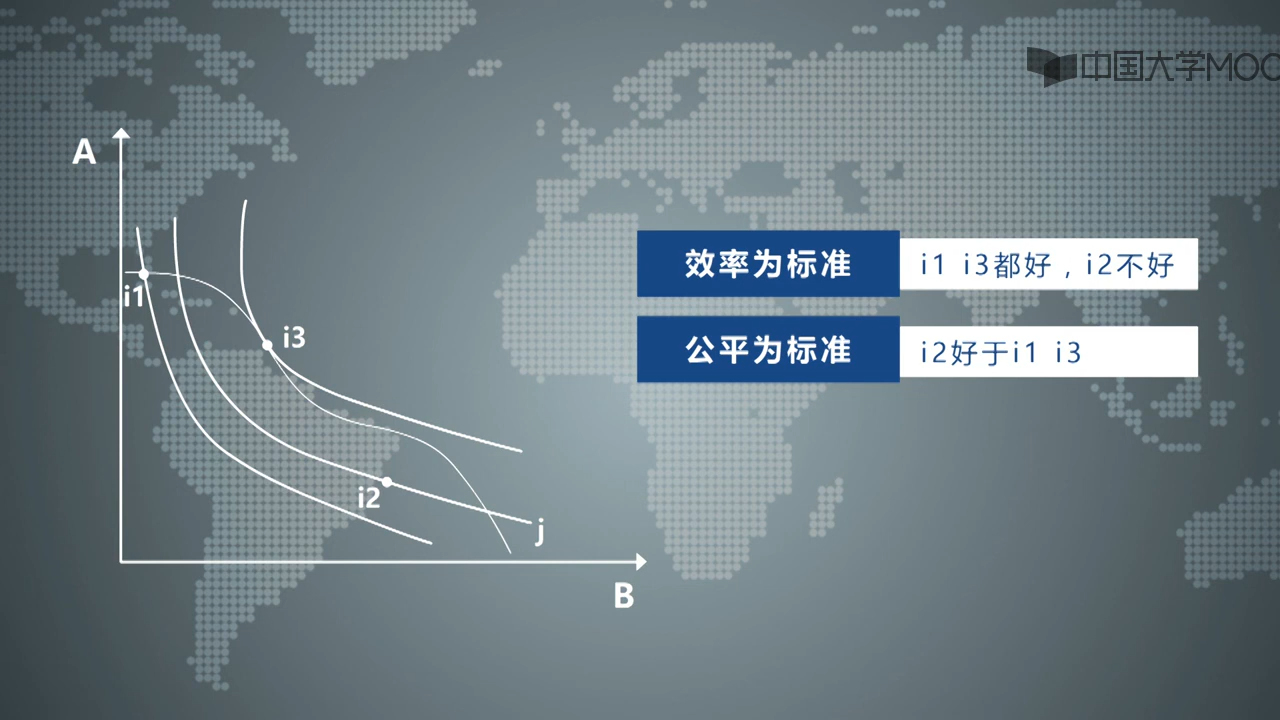 中国大学MOOC
A
i1
i3
i2
j
B
效率为标准
i1 i3都好，i2不好
公平为标准
i2好于i1 i3